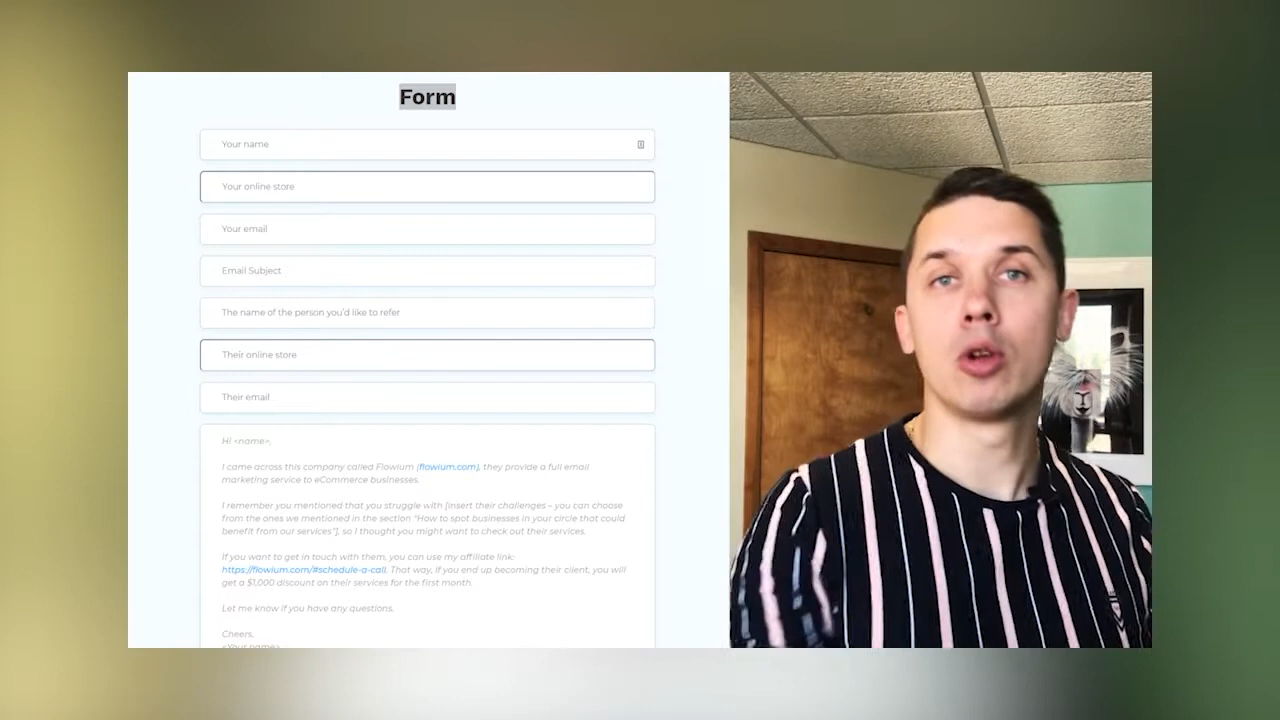 Form
Your name
Your online store
Your email
Email Subject
The name of the person you'd like to refer
Their online store
Their email
Hi <name>,
I came across this company called Flowium (flowium.com), they provide a full email
marketing service to eCommerce businesses.
I remember you mentioned that you struggle with [insert their challenges – you can choose
from the ones we mentioned in the section "How to spot businesses in your circle that could
benefit from our services"], so I thought you might want to check out their services.
If you want to get in touch with them, you can use my affiliate link:
https://flowium.com/#schedule-a-call. That way, if you end up becoming their client, you will
get a $1,000 discount on their services for the first month.
Let me know if you have any questions.
Cheers,
<Your name>